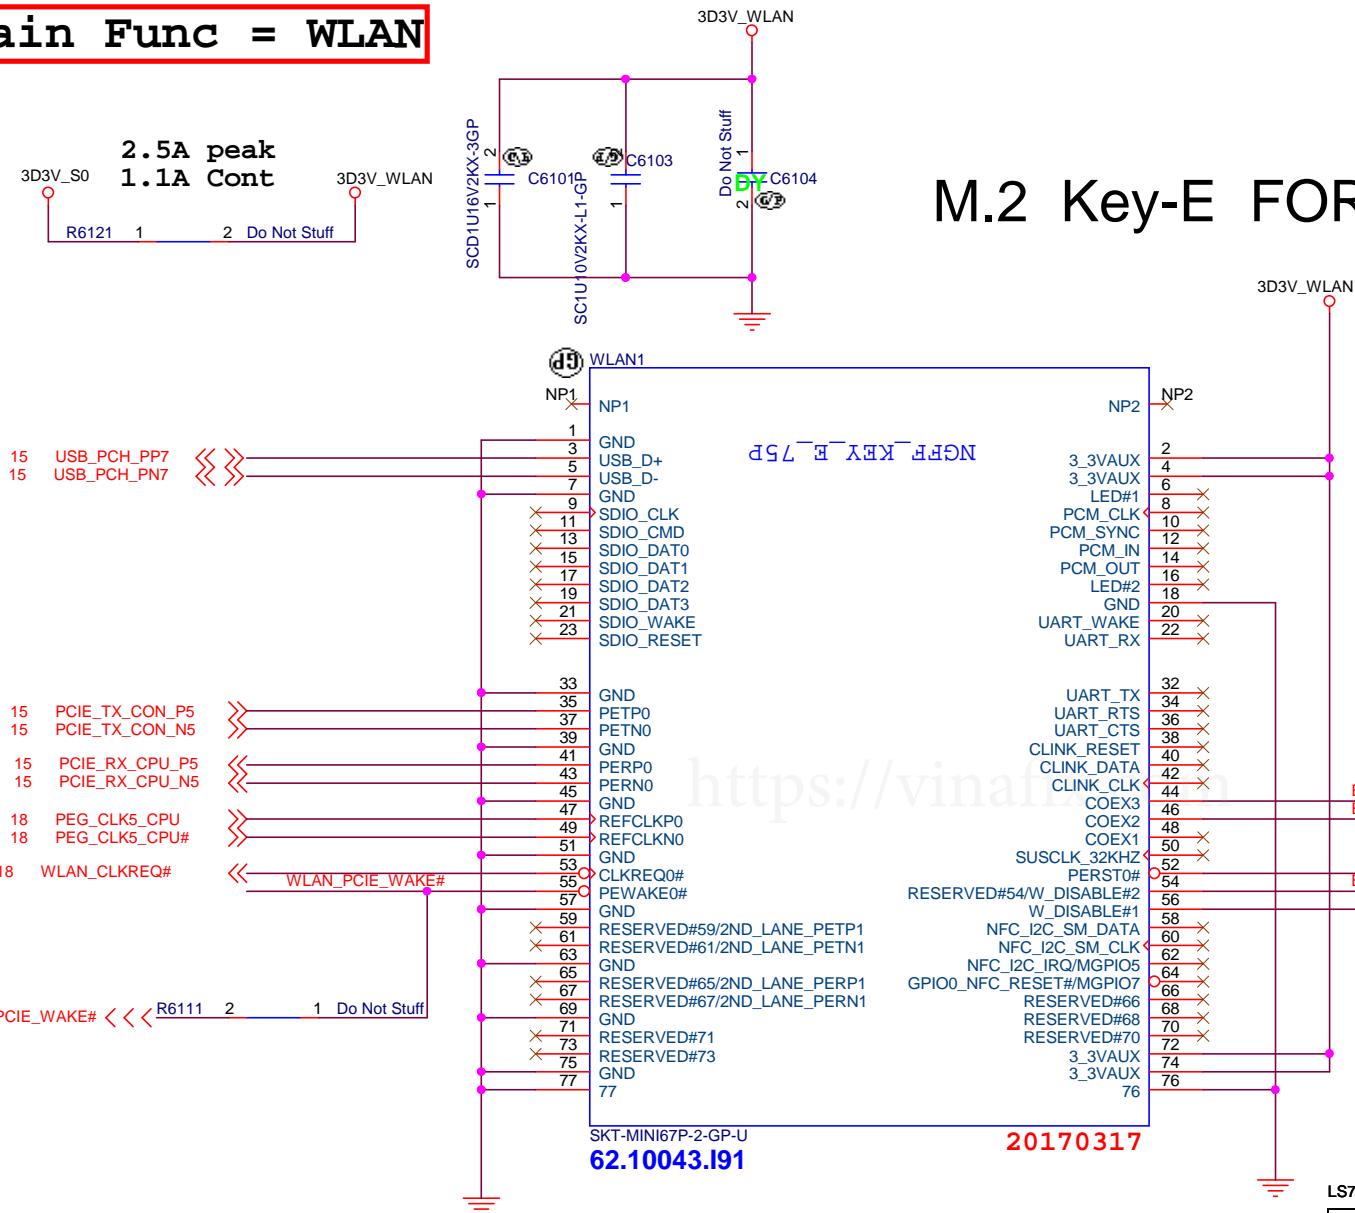 ain Func = WLAN
3D3V_WLAN
2.5A peak
1.1A Cont
3D3V_S0
3D3V_WLAN
R6121 1 2 Do Not Stuff
SCD1U16V2KX-3GP
2
C6101
1
SC1U10V2KX-L1-GP
C6103
1
Do Not Stuff
1
DY
C6104
2
G/P
M.2 Key-E FOR
3D3V_WLAN
GP
WLAN1
NP1
NP1
NP2
NP2
NGFF_KEY_E_75P
1 GND
15 USB_PCH_PP7 3 USB_D+
15 USB_PCH_PN7 5 USB_D-
7 GND
9 SDIO_CLK
11 SDIO_CMD
13 SDIO_DAT0
15 SDIO_DAT1
17 SDIO_DAT2
19 SDIO_DAT3
21 SDIO_WAKE
23 SDIO_RESET
33 GND
15 PCIE_TX_CON_P5 35 PETP0
15 PCIE_TX_CON_N5 37 PETN0
39 GND
15 PCIE_RX_CPU_P5 41 PERP0
15 PCIE_RX_CPU_N5 43 PERN0
45 GND
18 PEG_CLK5_CPU 47 REFCLKP0
18 PEG_CLK5_CPU# 49 REFCLKN0
51 GND
18 WLAN_CLKREQ# 53 CLKREQ0#
WLAN_PCIE_WAKE# 55 PEWAKE0#
57 GND
59 RESERVED#59/2ND_LANE_PETP1
61 RESERVED#61/2ND_LANE_PETN1
63 GND
65 RESERVED#65/2ND_LANE_PERP1
67 RESERVED#67/2ND_LANE_PERN1
69 GND
71 RESERVED#71
73 RESERVED#73
75 GND
77 77
PCIE_WAKE# R6111 2 1 Do Not Stuff
3_3VAUX 2
3_3VAUX 4
LED#1 6
PCM_CLK 8
PCM_SYNC 10
PCM_IN 12
PCM_OUT 14
LED#2 16
GND 18
UART_WAKE 20
UART_RX 22
UART_TX 32
UART_RTS 34
UART_CTS 36
CLINK_RESET 38
CLINK_DATA 40
CLINK_CLK 42
COEX3 44
COEX2 46
COEX1 48
SUSCLK_32KHZ 50
PERST0# 52
RESERVED#54/W_DISABLE#2 54
W_DISABLE#1 56
NFC_I2C_SM_DATA 58
NFC_I2C_SM_CLK 60
NFC_I2C_IRQ/MGPIO5 62
GPIO0_NFC_RESET#/MGPIO7 64
RESERVED#66 66
RESERVED#68 68
RESERVED#70 70
3_3VAUX 72
3_3VAUX 74
76 76
https://vinafix.com
SKT-MINI67P-2-GP-U
62.10043.I91
20170317
LS7